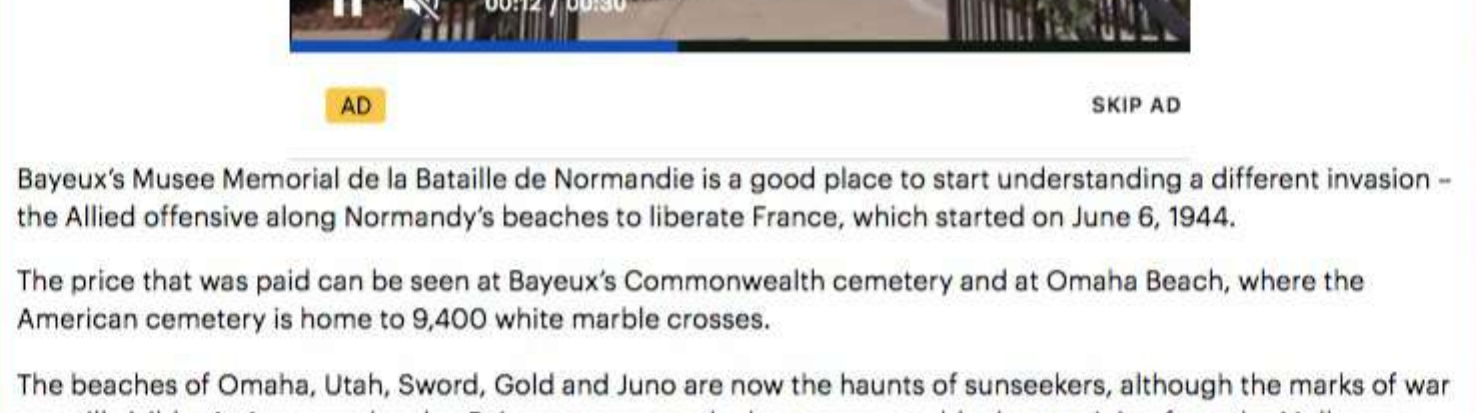 00:12 / 00:30
AD
SKIP AD
Bayeux's Musee Memorial de la Bataille de Normandie is a good place to start understanding a different invasion –
the Allied offensive along Normandy's beaches to liberate France, which started on June 6, 1944.
The price that was paid can be seen at Bayeux's Commonwealth cemetery and at Omaha Beach, where the
American cemetery is home to 9,400 white marble crosses.
The beaches of Omaha, Utah, Sword, Gold and Juno are now the haunts of sunseekers, although the marks of war